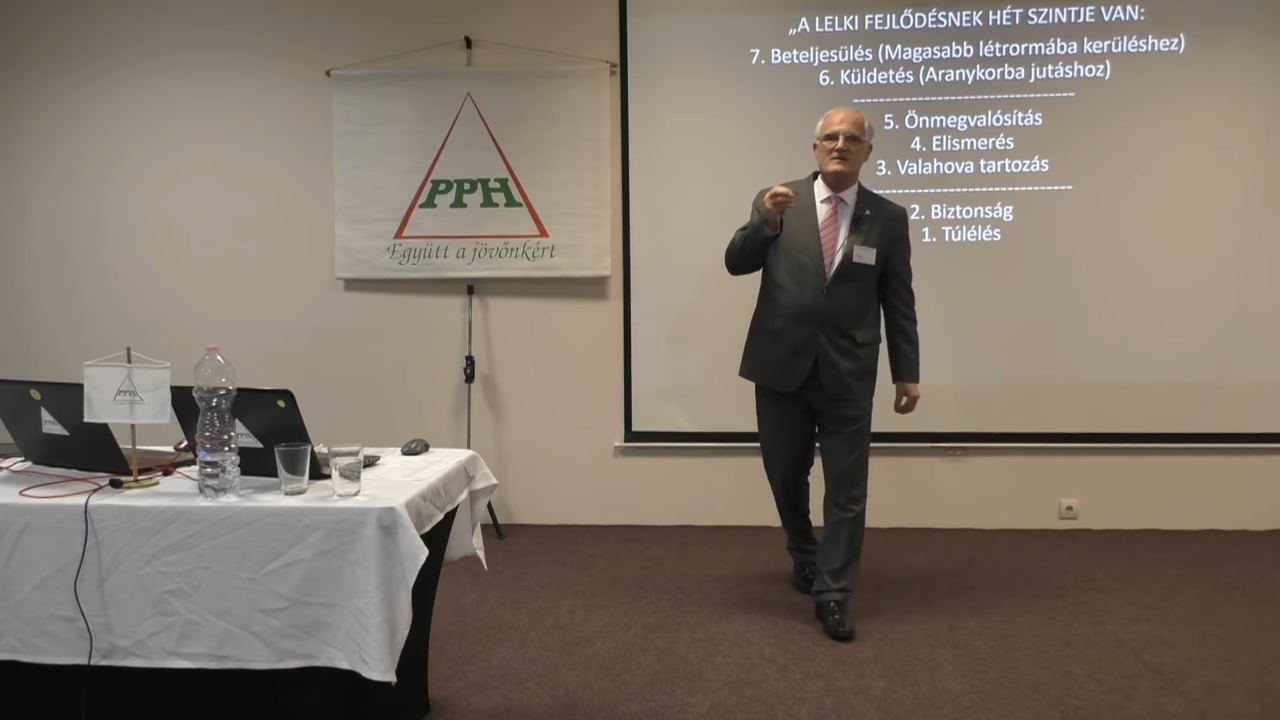 „A LELKI FEJLŐDÉSNEK HÉT SZINTJE VAN:
7. Beteljesülés (Magasabb létrormába kerüléshez)
6. Küldetés (Aranykorba jutáshoz)
5. Önmegvalósítás
4. Elismerés
3. Valahova tartozás
2. Biztonság
1. Túlélés
PPH
Együtt a jövőnkért
PPH